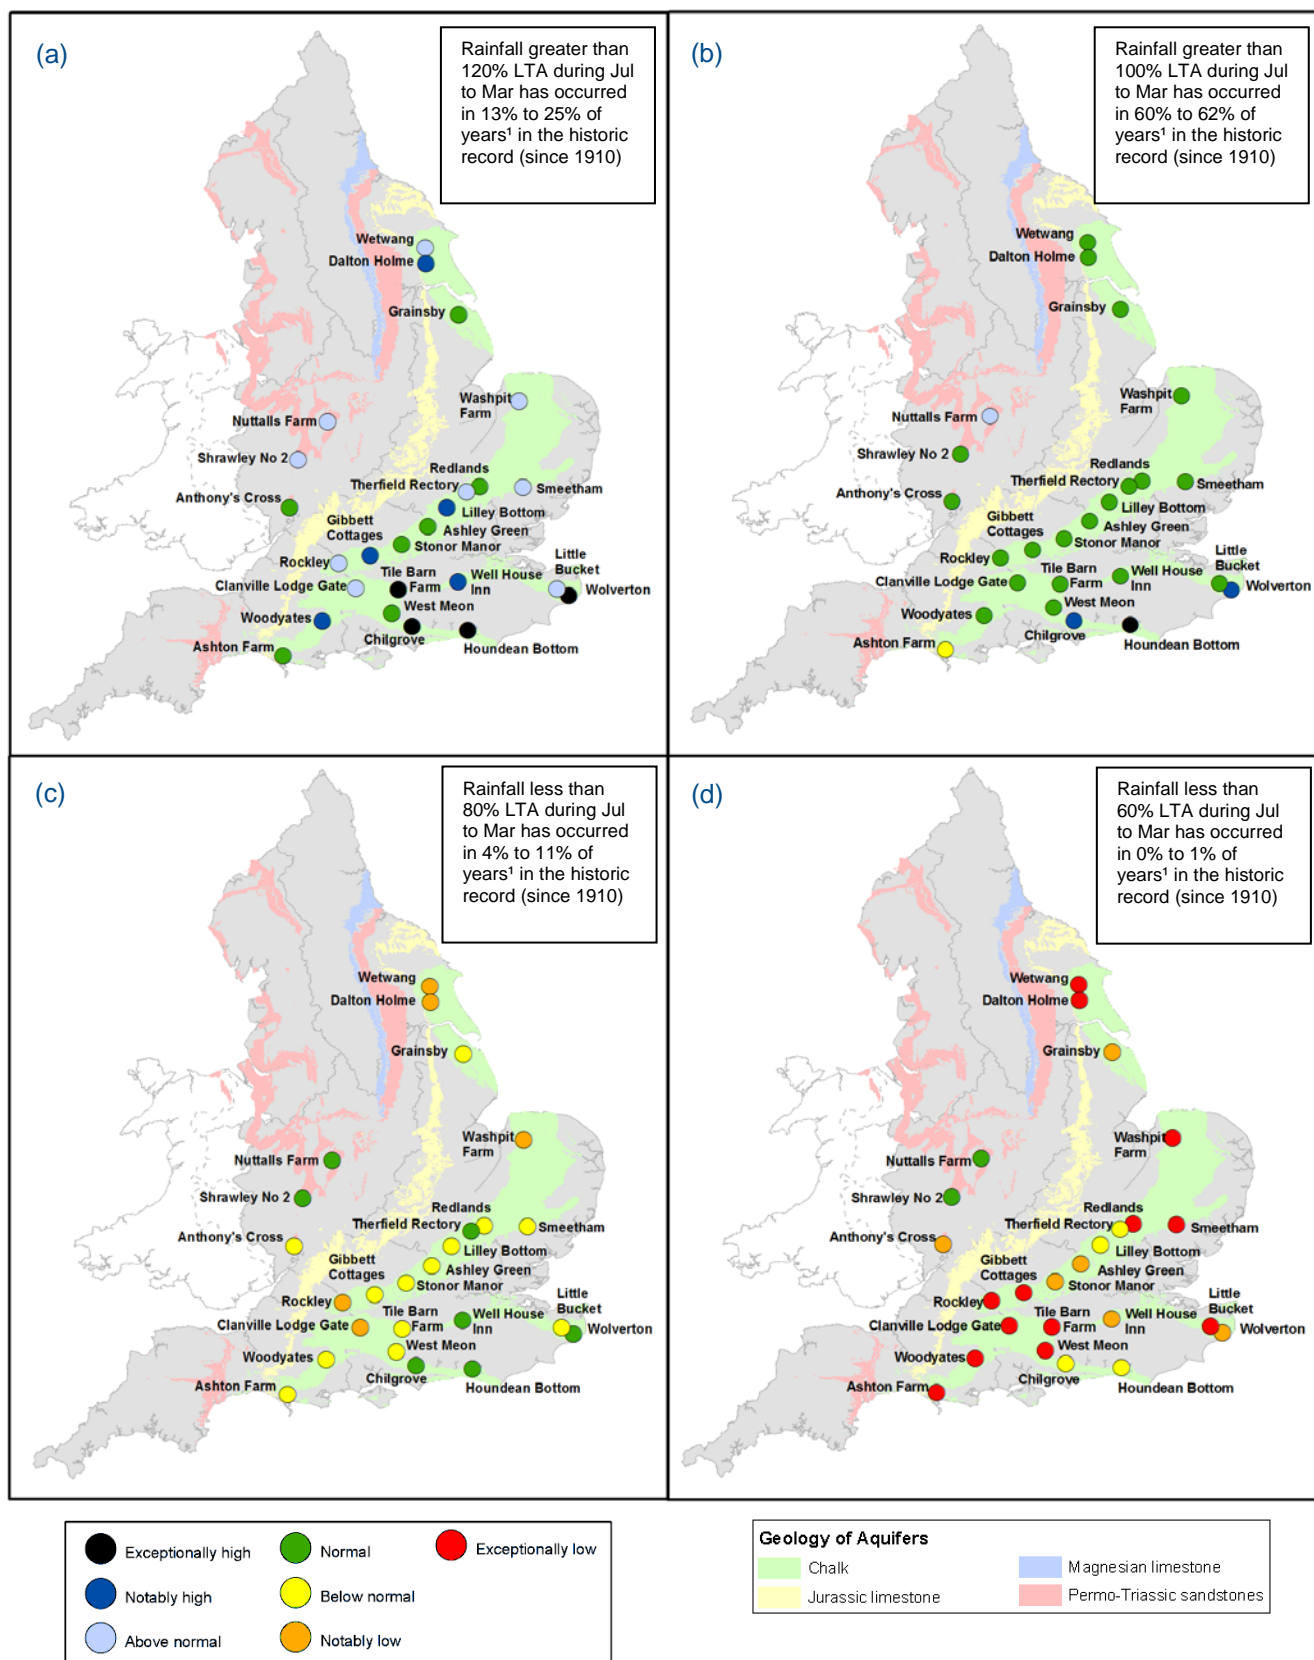 (a)
Rainfall greater than
120% LTA during Jul
to Mar has occurred
in 13% to 25% of
years¹ in the historic
record (since 1910)
Wetwang
Dalton Holme
Grainsby
Washpit
Farm
Nuttalls Farm
Shrawley No 2
Redlands
Therfield Rectory
Smeetham
Anthony's Cross
Lilley Bottom
Gibbett
Cottages
Ashley Green
Stonor Manor
Rockley
Tile Barn
Farm
Well House
Inn
Little
Bucket
Clanville Lodge Gate
Wolverton
West Meon
Woodyates
Chilgrove
Ashton Farm
Houndean Bottom
(b)
Rainfall greater than
100% LTA during Jul
to Mar has occurred
in 60% to 62% of
years¹ in the historic
record (since 1910)
Wetwang
Dalton Holme
Grainsby
Washpit
Farm
Nuttalls Farm
Shrawley No 2
Redlands
Therfield Rectory
Smeetham
Anthony's Cross
Lilley Bottom
Gibbett
Cottages
Ashley Green
Stonor Manor
Rockley
Tile Barn
Farm
Well House
Inn
Little
Bucket
Clanville Lodge Gate
Wolverton
West Meon
Woodyates
Chilgrove
Ashton Farm
Houndean Bottom
(c)
Rainfall less than
80% LTA during Jul
to Mar has occurred
in 4% to 11% of
years¹ in the historic
record (since 1910)
Wetwang
Dalton Holme
Grainsby
Washpit
Farm
Nuttalls Farm
Shrawley No 2
Redlands
Therfield Rectory
Smeetham
Anthony's Cross
Lilley Bottom
Gibbett
Cottages
Ashley Green
Stonor Manor
Rockley
Tile Barn
Farm
Well House
Inn
Little
Bucket
Clanville Lodge Gate
Wolverton
West Meon
Woodyates
Chilgrove
Ashton Farm
Houndean Bottom
(d)
Rainfall less than
60% LTA during Jul
to Mar has occurred
in 0% to 1% of
years¹ in the historic
record (since 1910)
Wetwang
Dalton Holme
Grainsby
Washpit
Farm
Nuttalls Farm
Shrawley No 2
Redlands
Therfield Rectory
Smeetham
Anthony's Cross
Lilley Bottom
Gibbett
Cottages
Ashley Green
Stonor Manor
Rockley
Tile Barn
Farm
Well House
Inn
Little
Bucket
Clanville Lodge Gate
Wolverton
West Meon
Woodyates
Chilgrove
Ashton Farm
Houndean Bottom
Exceptionally high
Normal
Exceptionally low
Notably high
Below normal
Above normal
Notably low
Geology of Aquifers
Chalk
Magnesian limestone
Jurassic limestone
Permo-Triassic sandstones